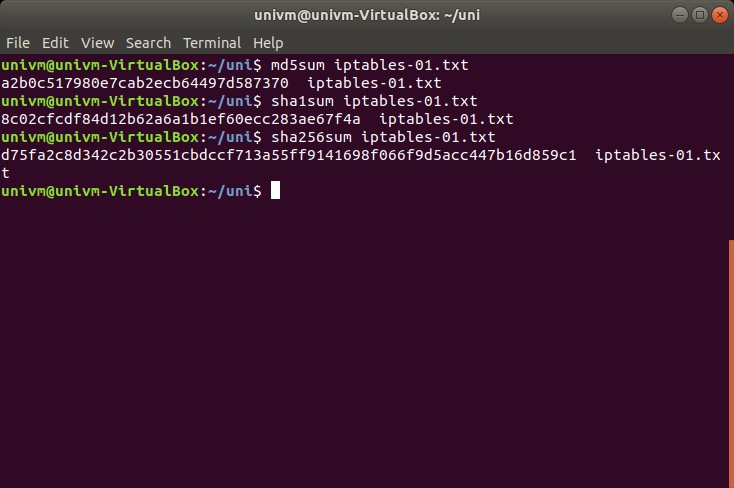 univm@univm-VirtualBox: ~/uni
File Edit View Search Terminal Help
univm@univm-VirtualBox:~/uni$ md5sum iptables-01.txt
a2b0c517980e7cab2ecb64497d587370  iptables-01.txt
univm@univm-VirtualBox:~/uni$ sha1sum iptables-01.txt
8c02cfcdf84d12b62a6a1b1ef60ecc283ae67f4a  iptables-01.txt
univm@univm-VirtualBox:~/uni$ sha256sum iptables-01.txt
d75fa2c8d342c2b30551cbdccf713a55ff9141698f066f9d5acc447b16d859c1  iptables-01.tx
t
univm@univm-VirtualBox:~/uni$